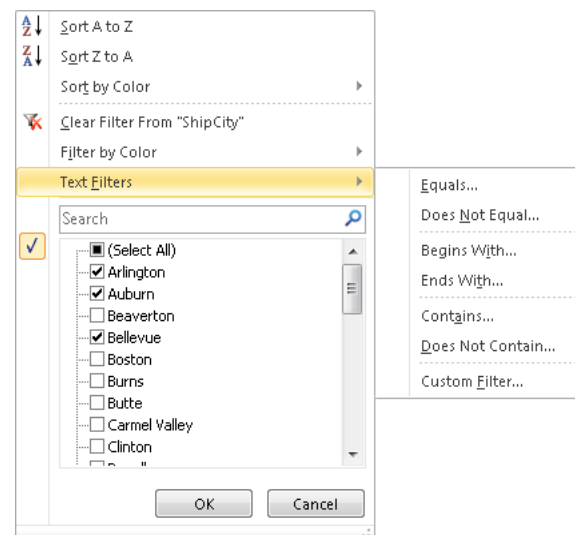 Sort A to Z
Sort Z to A
Sort by Color
Clear Filter From "ShipCity"
Filter by Color
Text Filters
Search
(Select All)
Arlington
Auburn
Beaverton
Bellevue
Boston
Burns
Butte
Carmel Valley
Clinton
OK
Cancel
Equals...
Does Not Equal...
Begins With...
Ends With...
Contains...
Does Not Contain...
Custom Filter...